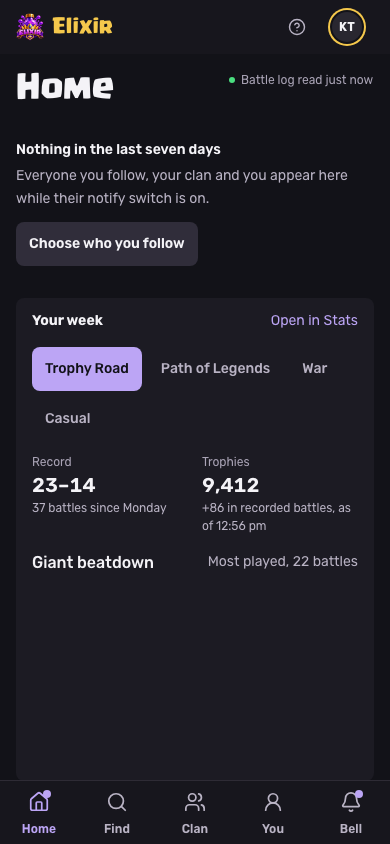 Elixir
KT
Home
Battle log read just now
Nothing in the last seven days
Everyone you follow, your clan and you appear here
while their notify switch is on.
Choose who you follow
Your week
Open in Stats
Trophy Road
Path of Legends
War
Casual
Record
Trophies
23–14
9,412
37 battles since Monday
+86 in recorded battles, as
of 12:56 pm
Giant beatdown
Most played, 22 battles
Home
Find
Clan
You
Bell